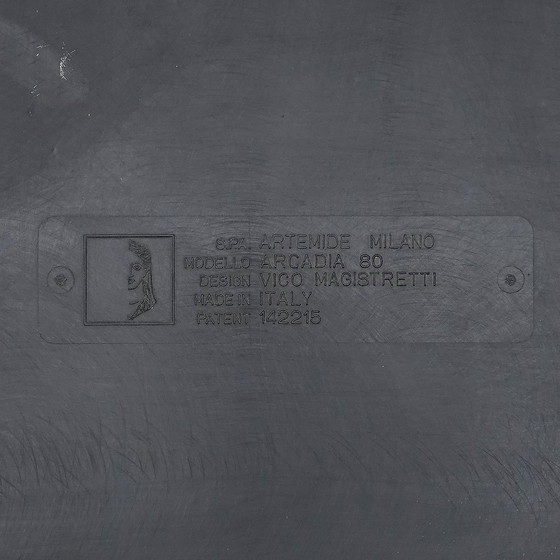 S.P.A. ARTEMIDE MILANO
MODELLO ARCADIA 80
DESIGN VICO MAGISTRETTI
MADE IN ITALY
PATENT 142215